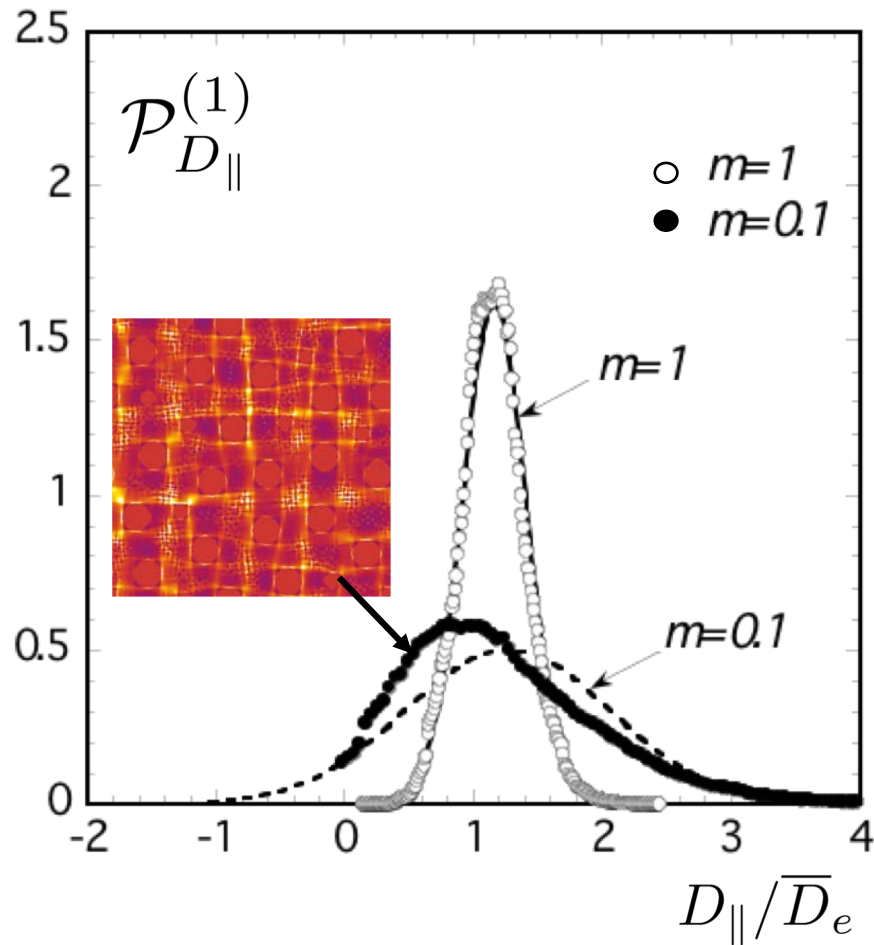 2.5
2
1.5
1
0.5
0
𝒫_{D_∥}^{(1)}
○ m=1
● m=0.1
m=1
m=0.1
-2 -1 0 1 2 3 4
D_∥/D̅_e